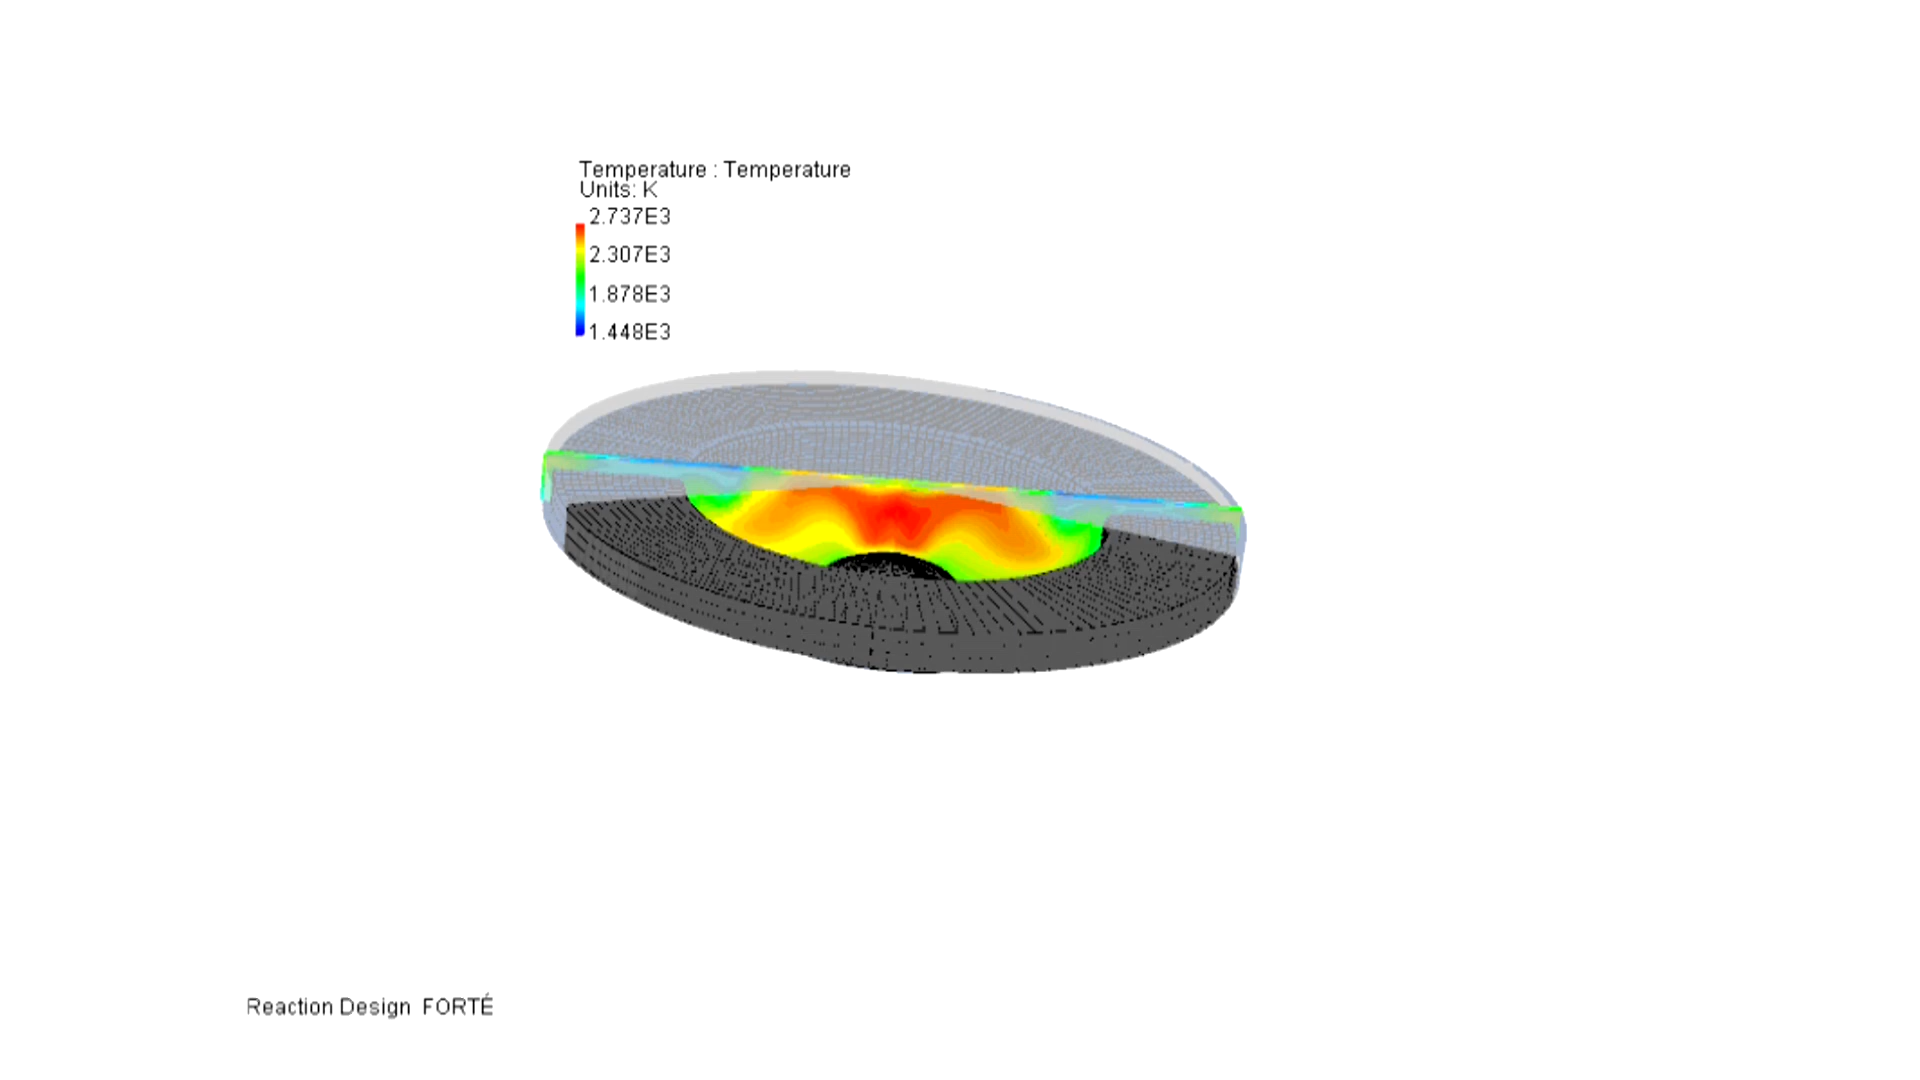 Temperature : Temperature
Units: K
2.737E3
2.307E3
1.878E3
1.448E3
Reaction Design FORTÉ